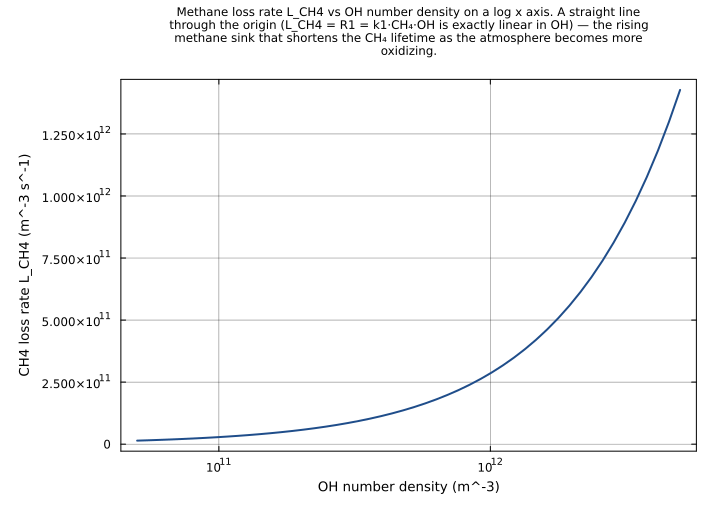 Methane loss rate L_CH4 vs OH number density on a log x axis. A straight line
through the origin (L_CH4 = R1 = k1·CH₄·OH is exactly linear in OH) — the rising
methane sink that shortens the CH₄ lifetime as the atmosphere becomes more
oxidizing.
CH4 loss rate L_CH4 (m^-3 s^-1)
1.250×10¹²
1.000×10¹²
7.500×10¹¹
5.000×10¹¹
2.500×10¹¹
0
10¹¹ 10¹²
OH number density (m^-3)